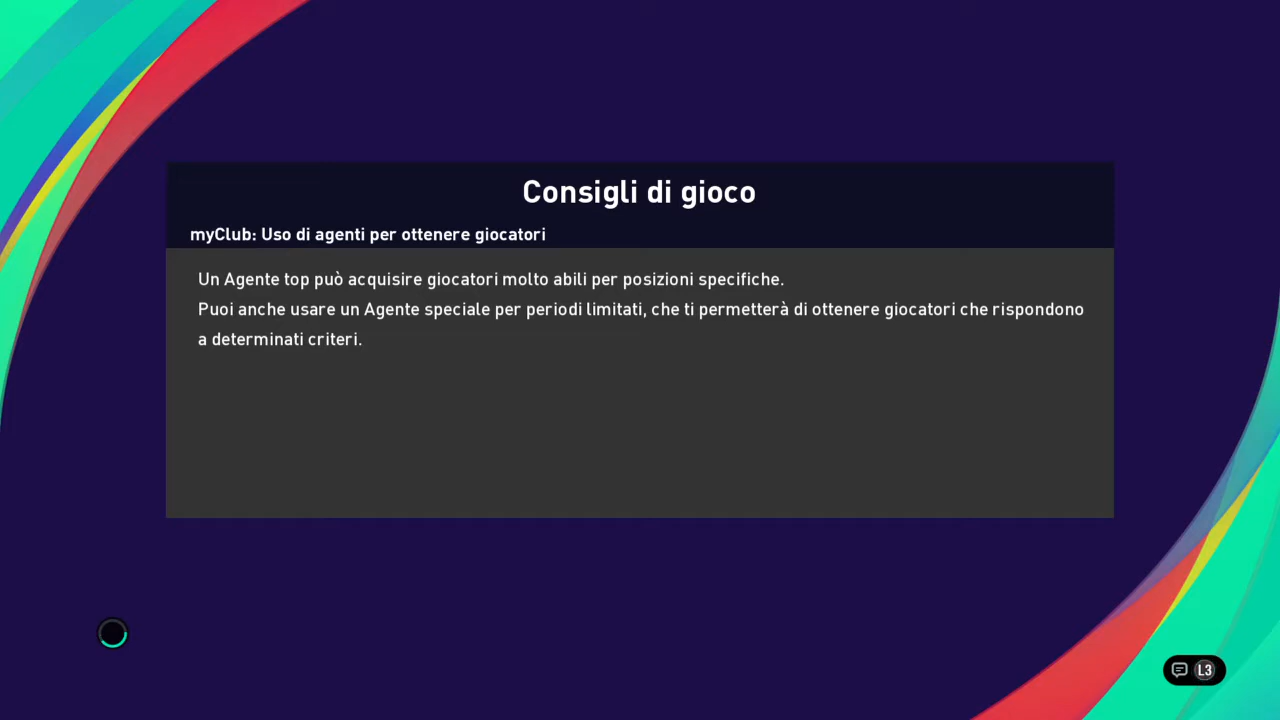 Consigli di gioco
myClub: Uso di agenti per ottenere giocatori
Un Agente top può acquisire giocatori molto abili per posizioni specifiche.
Puoi anche usare un Agente speciale per periodi limitati, che ti permetterà di ottenere giocatori che rispondono
a determinati criteri.
L3